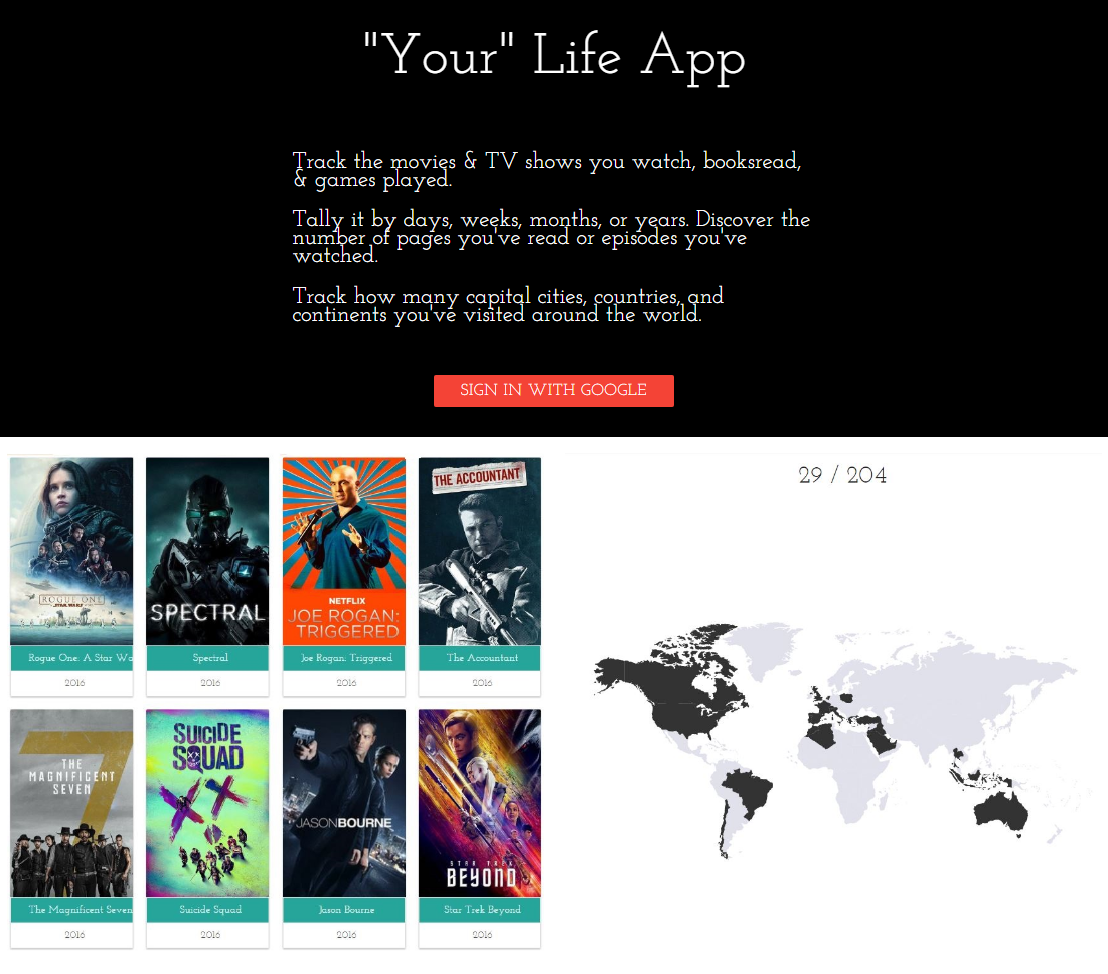 "Your" Life App
Track the movies & TV shows you watch, booksread,
& games played.
Tally it by days, weeks, months, or years. Discover the
number of pages you've read or episodes you've
watched.
Track how many capital cities, countries, and
continents you've visited around the world.
SIGN IN WITH GOOGLE
ROGUE ONE
STAR WARS
SPECTRAL
NETFLIX
JOE ROGAN:
TRIGGERED
THE ACCOUNTANT
Rogue One: A Star Wa
Spectral
Joe Rogan: Triggered
The Accountant
2016
2016
2016
2016
THE
MAGNIFICENT
SEVEN
7
SUICIDE
SQUAD
JASON BOURNE
STAR TREK
BEYOND
The Magnificent Seven
Suicide Squad
Jason Bourne
Star Trek Beyond
2016
2016
2016
2016
29 / 204